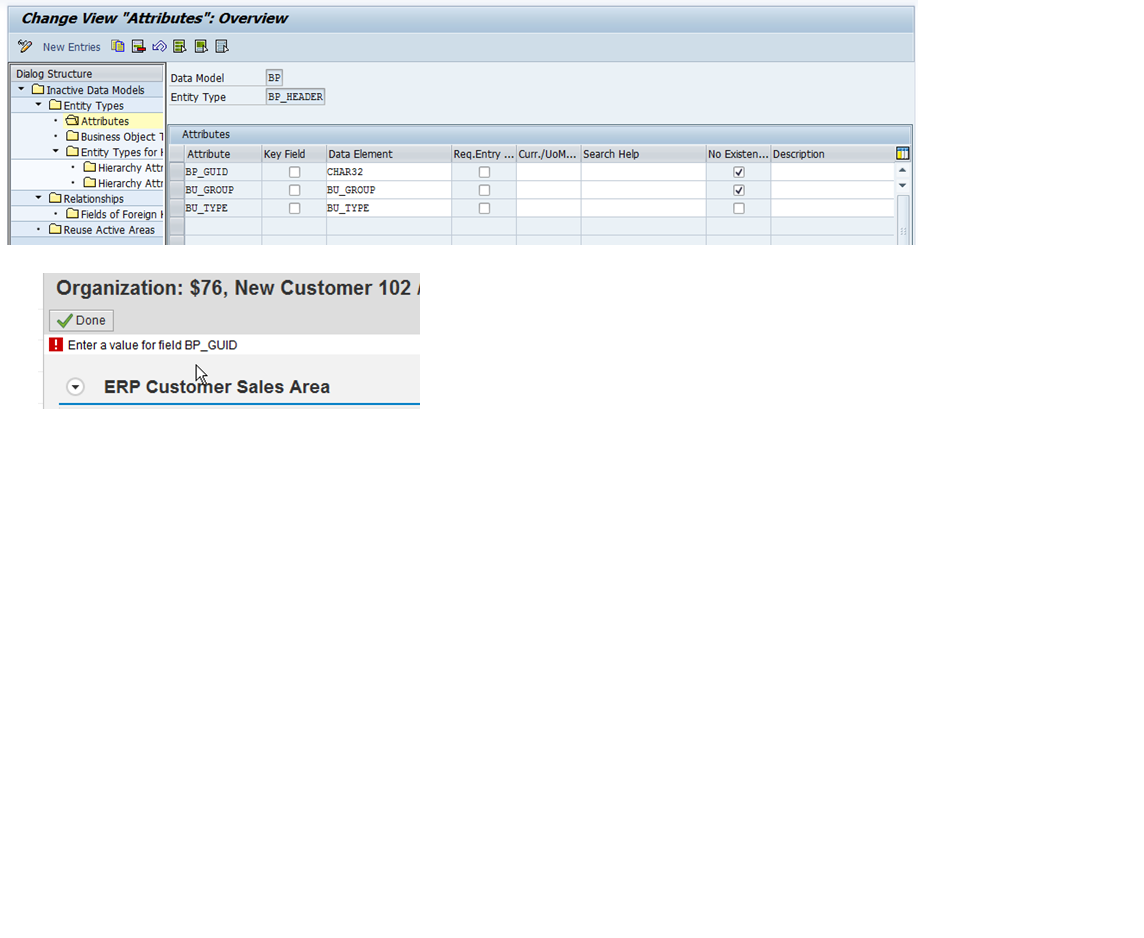 Change View "Attributes": Overview
New Entries
Dialog Structure
Inactive Data Models
Entity Types
Attributes
Business Object T
Entity Types for H
Hierarchy Attr
Hierarchy Attr
Relationships
Fields of Foreign K
Reuse Active Areas
Data Model BP
Entity Type BP_HEADER
Attributes
Attribute Key Field Data Element Req.Entry ... Curr./UoM... Search Help No Existen... Description
BP_GUID CHAR32
BU_GROUP BU_GROUP
BU_TYPE BU_TYPE
Organization: $76, New Customer 102 /
Done
Enter a value for field BP_GUID
ERP Customer Sales Area